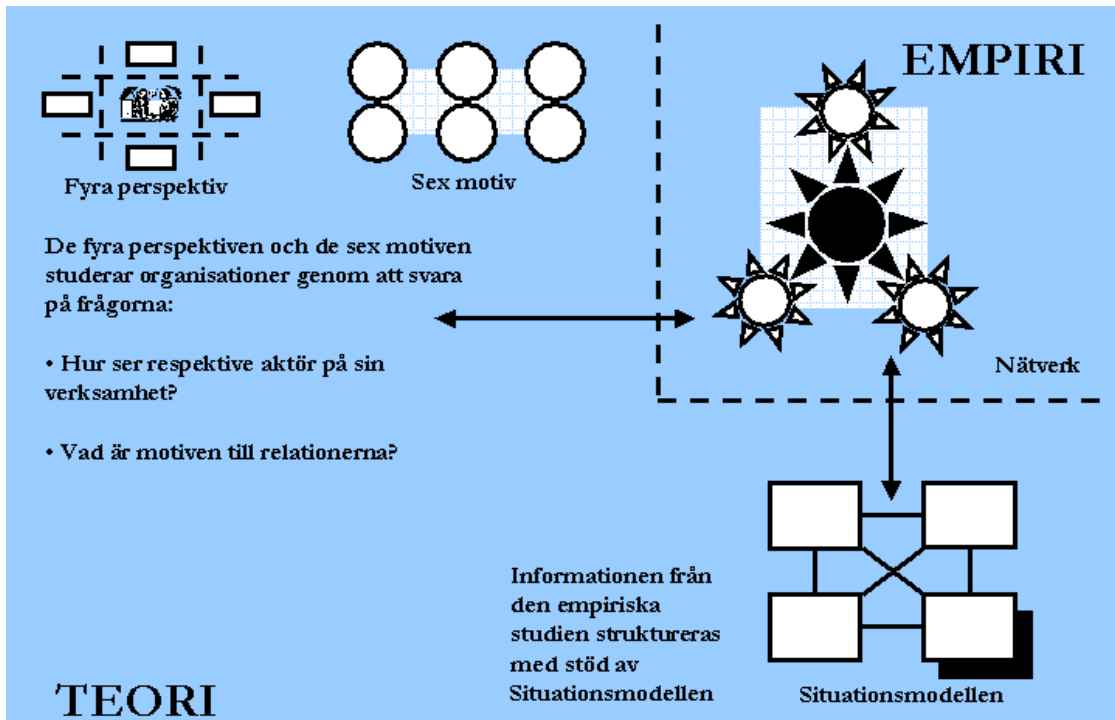 EMPIRI
Fyra perspektiv
Sex motiv
De fyra perspektiven och de sex motiven
studerar organisationer genom att svara
på frågorna:
• Hur ser respektive aktör på sin
verksamhet?
• Vad är motiven till relationerna?
Nätverk
Informationen från
den empiriska
studien struktureras
med stöd av
Situationsmodellen
Situationsmodellen
TEORI